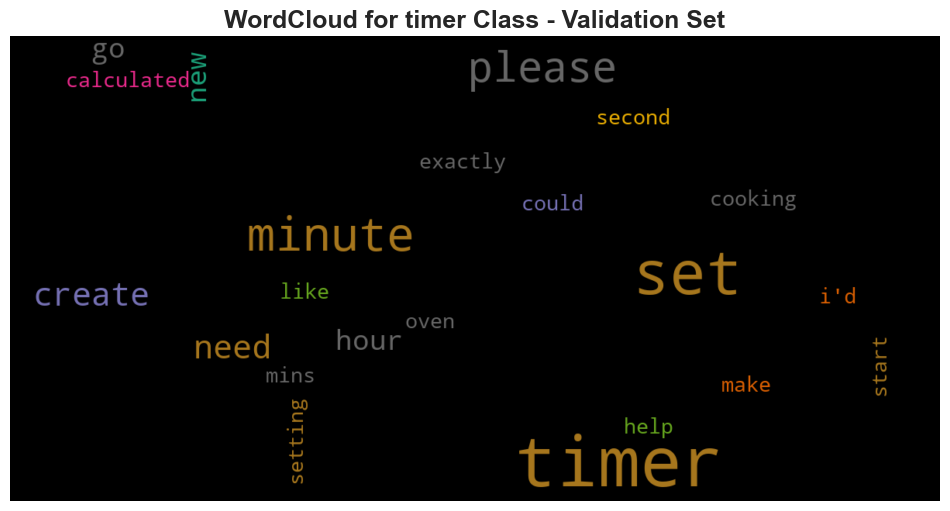 WordCloud for timer Class - Validation Set
go
new
please
calculated
second
exactly
could
cooking
minute
set
create
like
i'd
oven
hour
need
start
mins
make
setting
help
timer